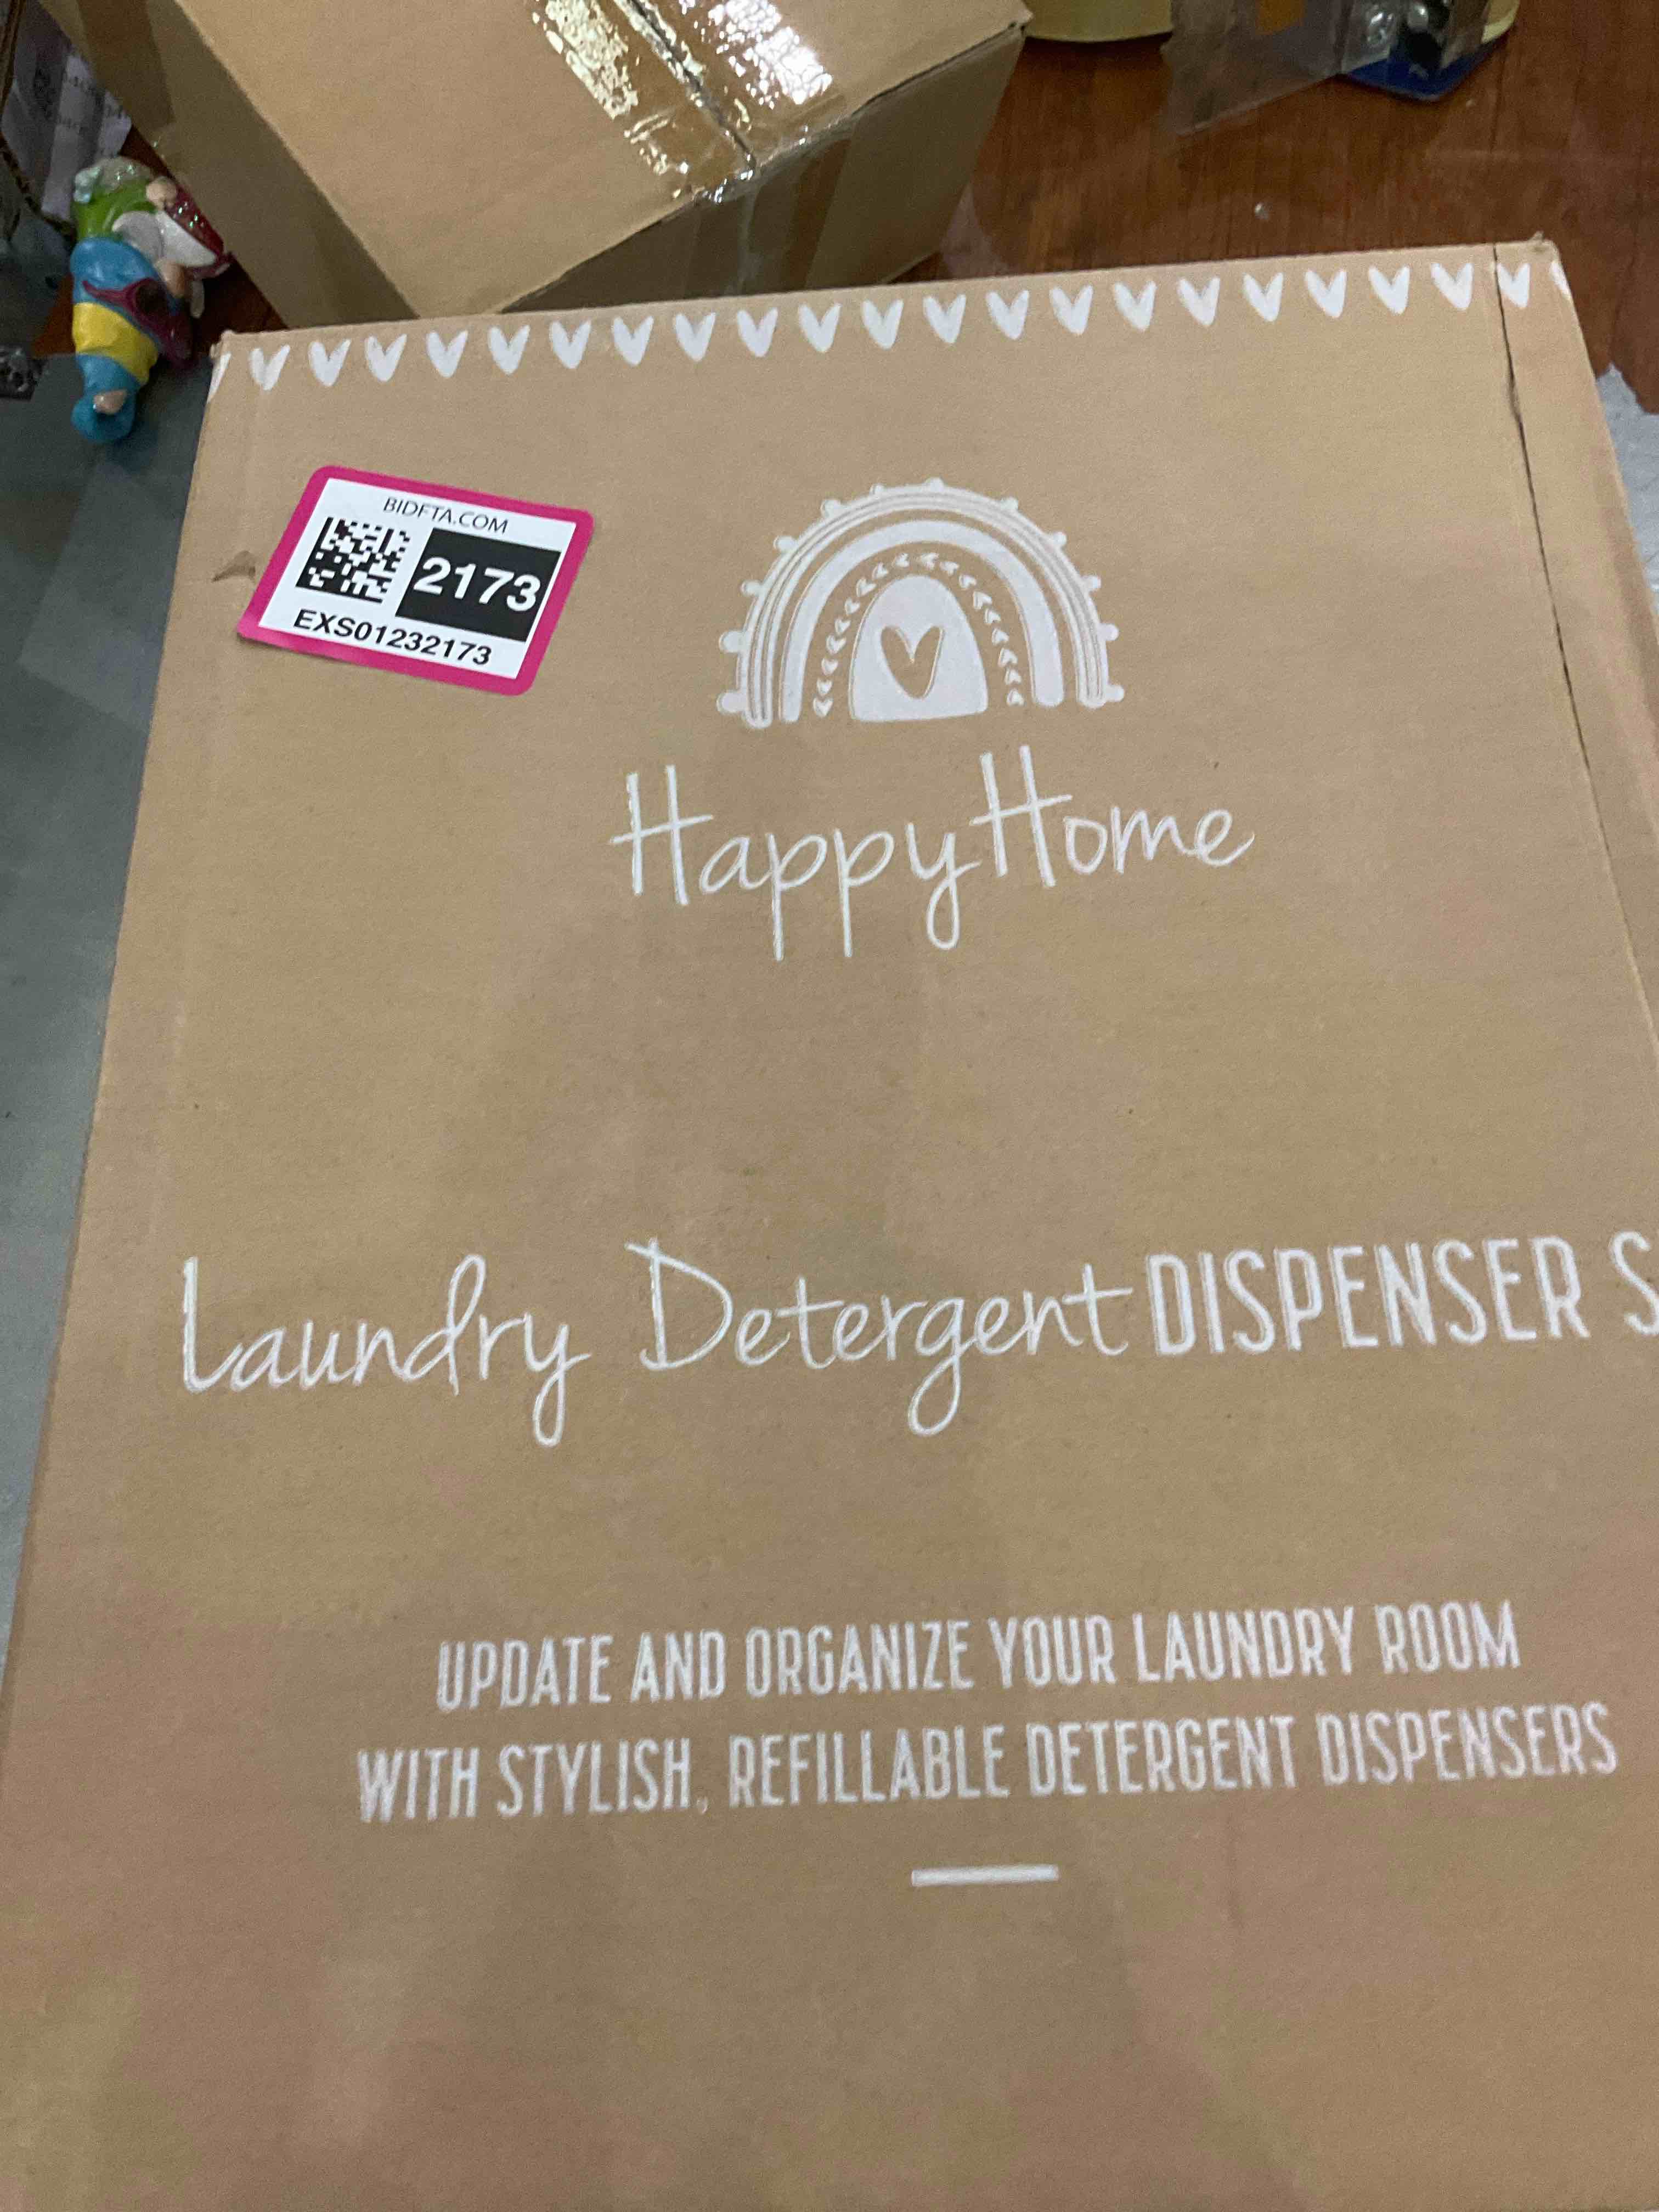 BIDFTA.COM
2173
EXS01232173
HappyHome
Laundry Detergent DISPENSER S
UPDATE AND ORGANIZE YOUR LAUNDRY ROOM
WITH STYLISH, REFILLABLE DETERGENT DISPENSERS